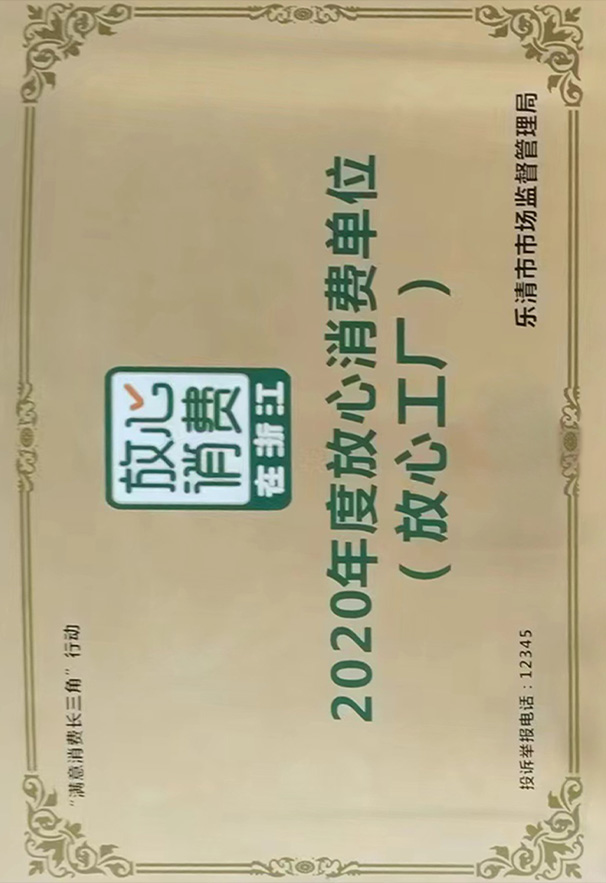 “满意消费长三角”行动
放心
消费
在浙江
2020年度放心消费单位
（放心工厂）
投诉举报电话：12345
乐清市市场监督管理局